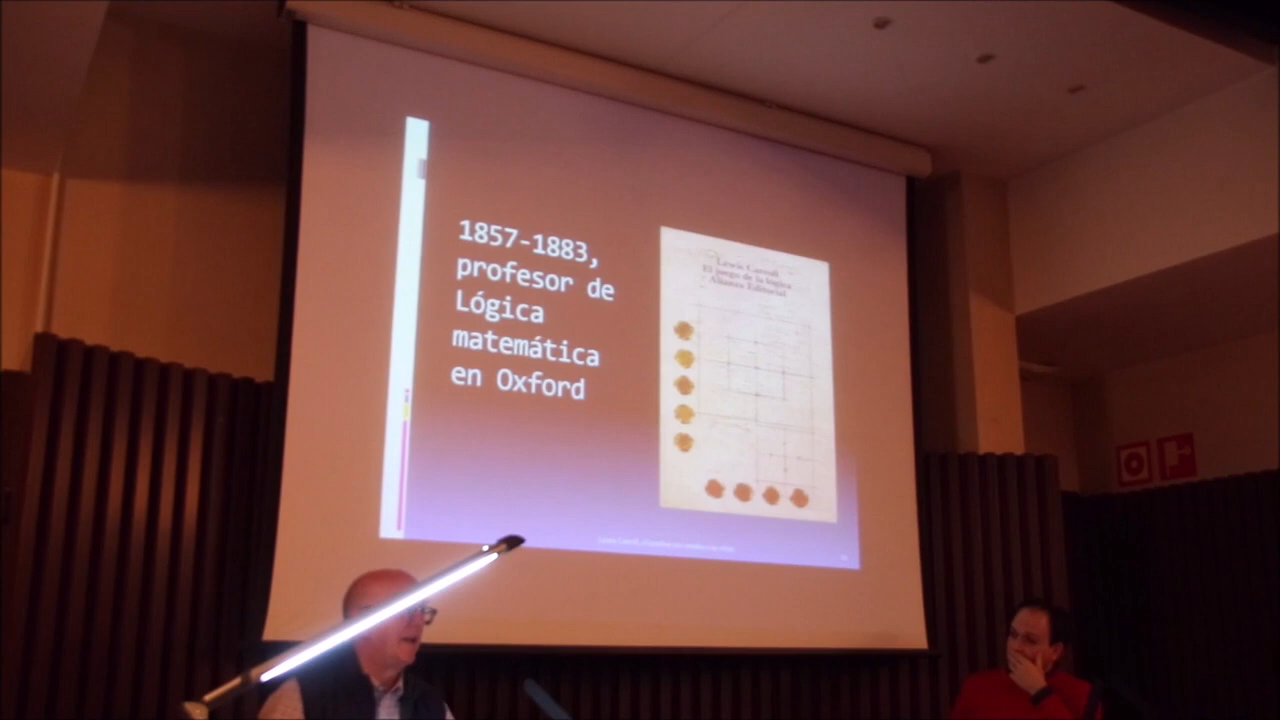 1857-1883,
profesor de
Lógica
matemática
en Oxford
Lewis Carroll
El juego de la lógica
Alianza Editorial